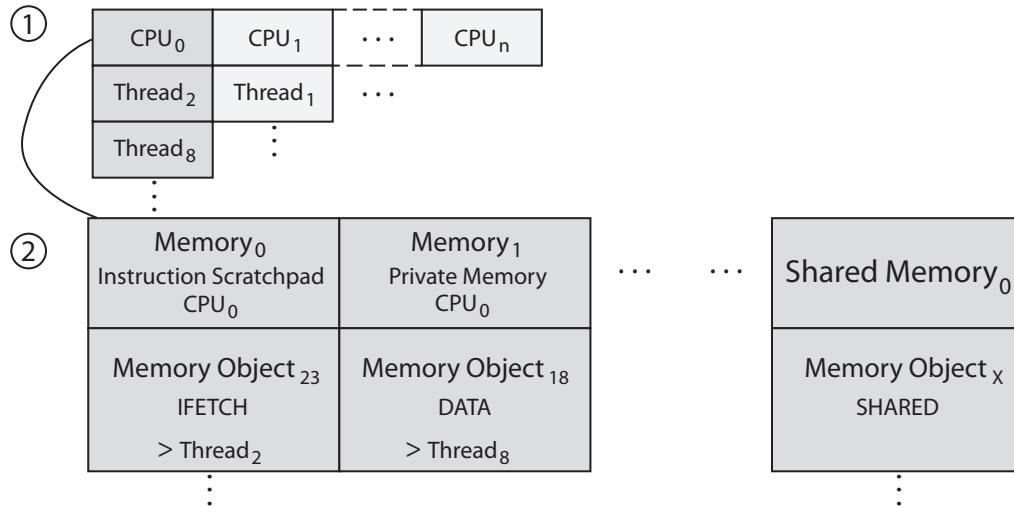 1 CPU0 CPU1 ... CPUn
Thread2 Thread1 ...
Thread8
2 Memory0 Memory1 ... ... Shared Memory0
Instruction Scratchpad Private Memory
CPU0 CPU0
Memory Object23 Memory Object18 Memory ObjectX
IFETCH DATA SHARED
> Thread2 > Thread8